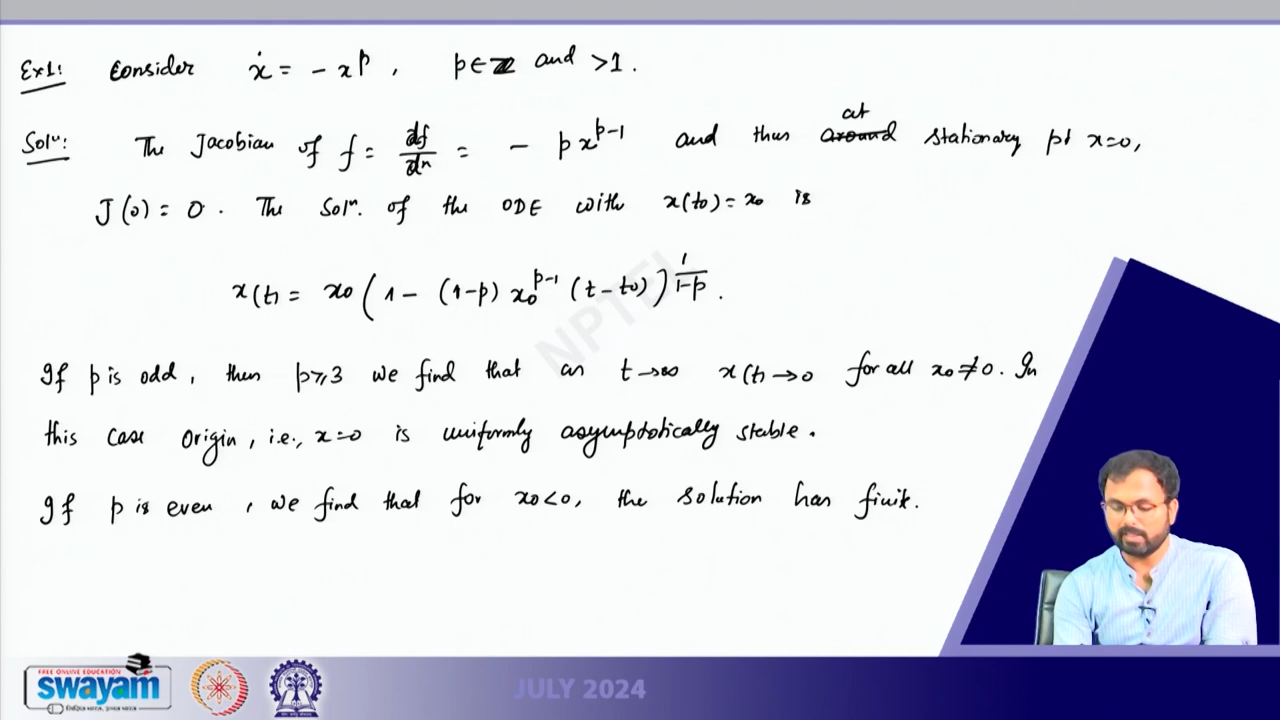 Ex1: Consider ẋ = - x^p , p ∈ Z and >1.
at
Solⁿ: The Jacobian of f = df/dx = - p x^{p-1} and thus around stationary pt x=0,
J(0) = 0. The Solⁿ. of the ODE with x(t0) = x0 is
x(t) = x0 ( 1 - (1-p) x0^{p-1} (t-t0) )^{1/(1-p)} .
If p is odd, then p⩾3 we find that as t→∞ x(t)→0 for all x0≠0. In
this case origin, i.e., x=0 is uniformly asymptotically stable.
If p is even, we find that for x0<0, the solution has finit.
NPTEL
FREE ONLINE EDUCATION
swayam
JULY 2024